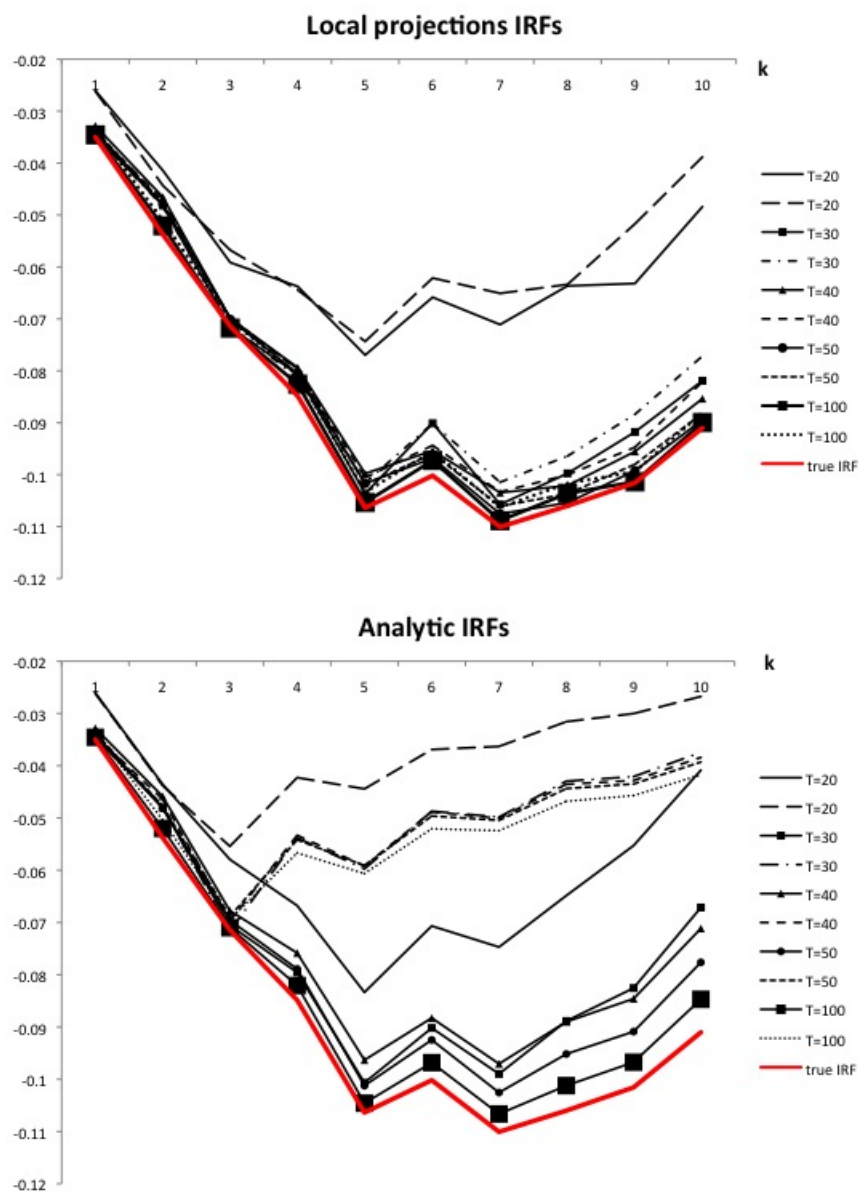 Local projections IRFs
-0.02
k
1 2 3 4 5 6 7 8 9 10
-0.03
-0.04
-0.05
-0.06
-0.07
-0.08
-0.09
-0.1
-0.11
-0.12
T=20
T=20
T=30
T=30
T=40
T=40
T=50
T=50
T=100
T=100
true IRF
Analytic IRFs
-0.02
k
1 2 3 4 5 6 7 8 9 10
-0.03
-0.04
-0.05
-0.06
-0.07
-0.08
-0.09
-0.1
-0.11
-0.12
T=20
T=20
T=30
T=30
T=40
T=40
T=50
T=50
T=100
T=100
true IRF